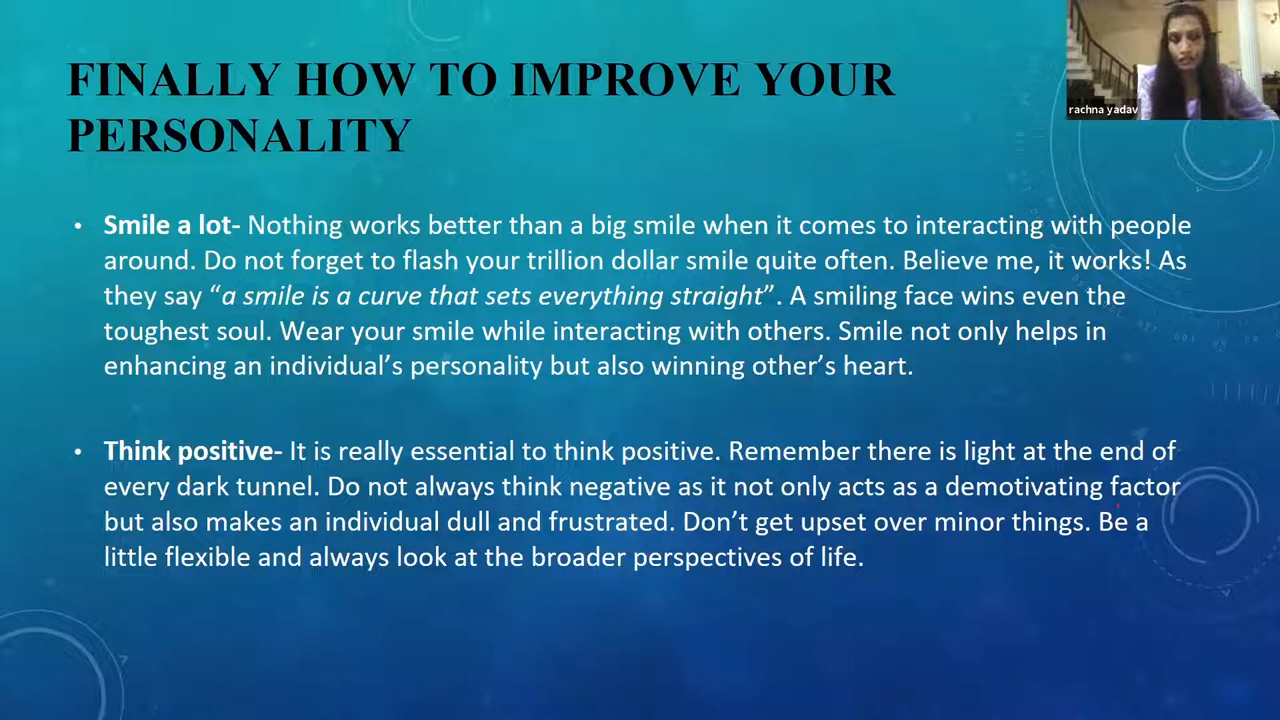 FINALLY HOW TO IMPROVE YOUR
PERSONALITY
rachna yadav
• Smile a lot- Nothing works better than a big smile when it comes to interacting with people
around. Do not forget to flash your trillion dollar smile quite often. Believe me, it works! As
they say “a smile is a curve that sets everything straight”. A smiling face wins even the
toughest soul. Wear your smile while interacting with others. Smile not only helps in
enhancing an individual’s personality but also winning other’s heart.
• Think positive- It is really essential to think positive. Remember there is light at the end of
every dark tunnel. Do not always think negative as it not only acts as a demotivating factor
but also makes an individual dull and frustrated. Don’t get upset over minor things. Be a
little flexible and always look at the broader perspectives of life.